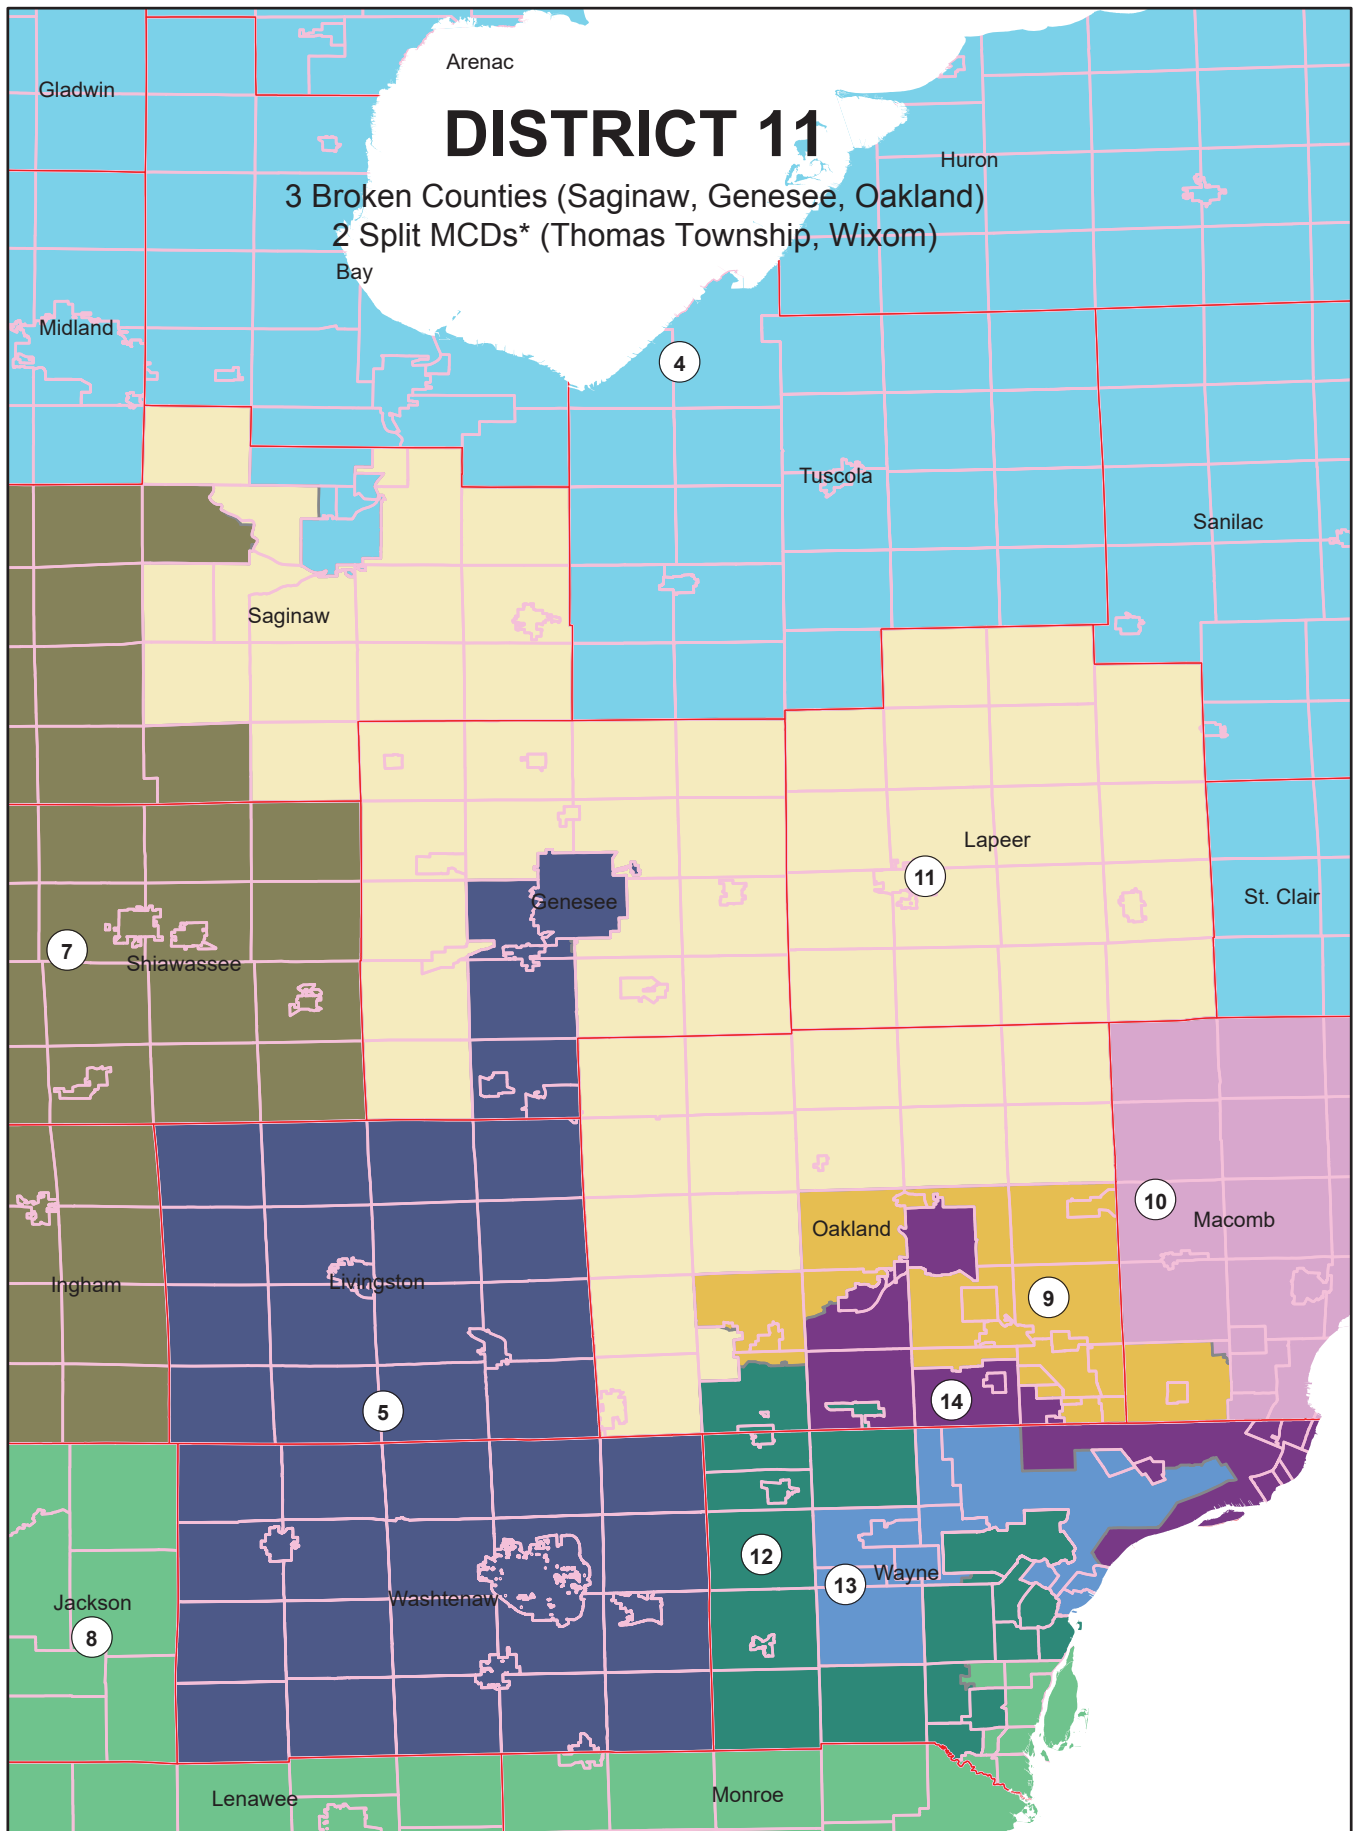 Arenac
Gladwin
DISTRICT 11
Huron
3 Broken Counties (Saginaw, Genesee, Oakland)
2 Split MCDs* (Thomas Township, Wixom)
Bay
Midland
4
Tuscola
Sanilac
Saginaw
Lapeer
11
St. Clair
Genesee
7
Shiawassee
10
Macomb
Oakland
Ingham
Livingston
9
14
5
12
Wayne
13
Washtenaw
Jackson
8
Lenawee
Monroe